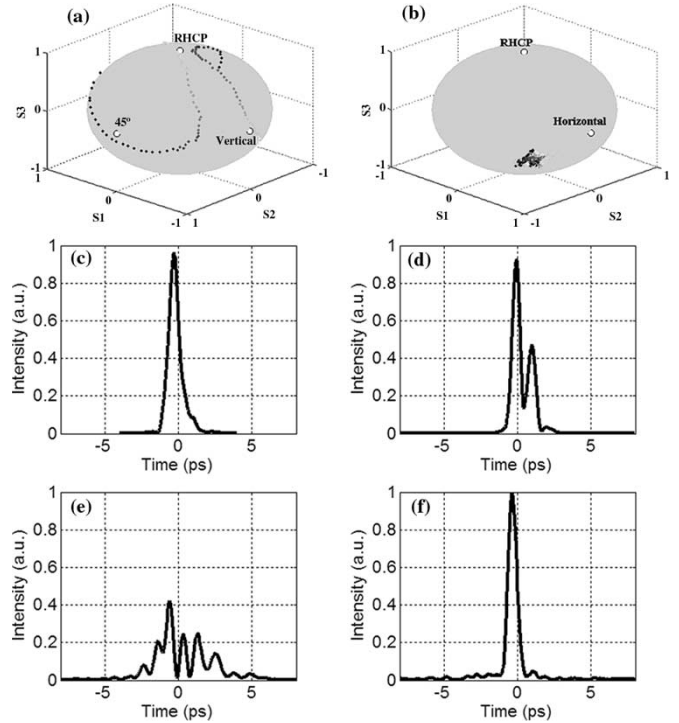 (a)
RHCP
45°
Vertical
S3
1
0
-1
1
0
-1
1
0
-1
S1
S2
(b)
RHCP
Horizontal
S3
1
0
-1
1
0
1
-1
0
1
S1
S2
(c)
Intensity (a.u.)
1
0.8
0.6
0.4
0.2
0
-5
0
5
Time (ps)
(d)
Intensity (a.u.)
1
0.8
0.6
0.4
0.2
0
-5
0
5
Time (ps)
(e)
Intensity (a.u.)
1
0.8
0.6
0.4
0.2
0
-5
0
5
Time (ps)
(f)
Intensity (a.u.)
1
0.8
0.6
0.4
0.2
0
-5
0
5
Time (ps)